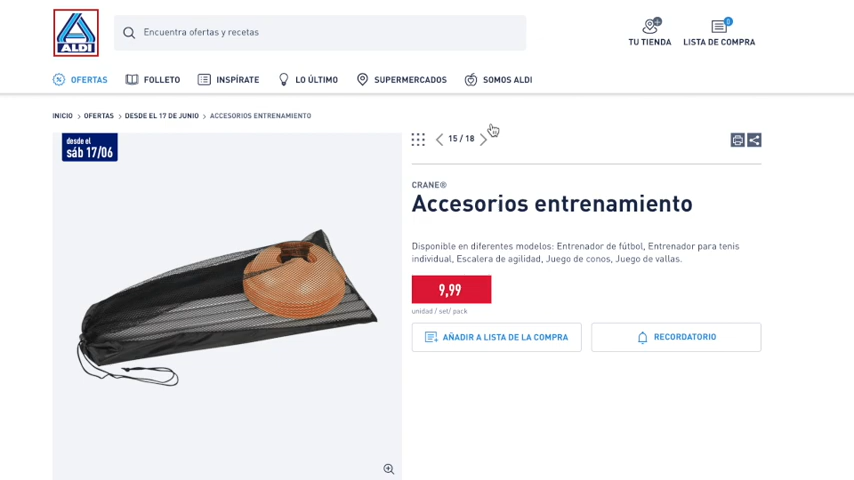 ALDI
Encuentra ofertas y recetas
TU TIENDA
0
LISTA DE COMPRA
OFERTAS
FOLLETO
INSPÍRATE
LO ÚLTIMO
SUPERMERCADOS
SOMOS ALDI
INICIO > OFERTAS > DESDE EL 17 DE JUNIO > ACCESORIOS ENTRENAMIENTO
desde el
sáb 17/06
15 / 18
CRANE®
Accesorios entrenamiento
Disponible en diferentes modelos: Entrenador de fútbol, Entrenador para tenis
individual, Escalera de agilidad, Juego de conos, Juego de vallas.
9,99
unidad / set/ pack
AÑADIR A LISTA DE LA COMPRA
RECORDATORIO